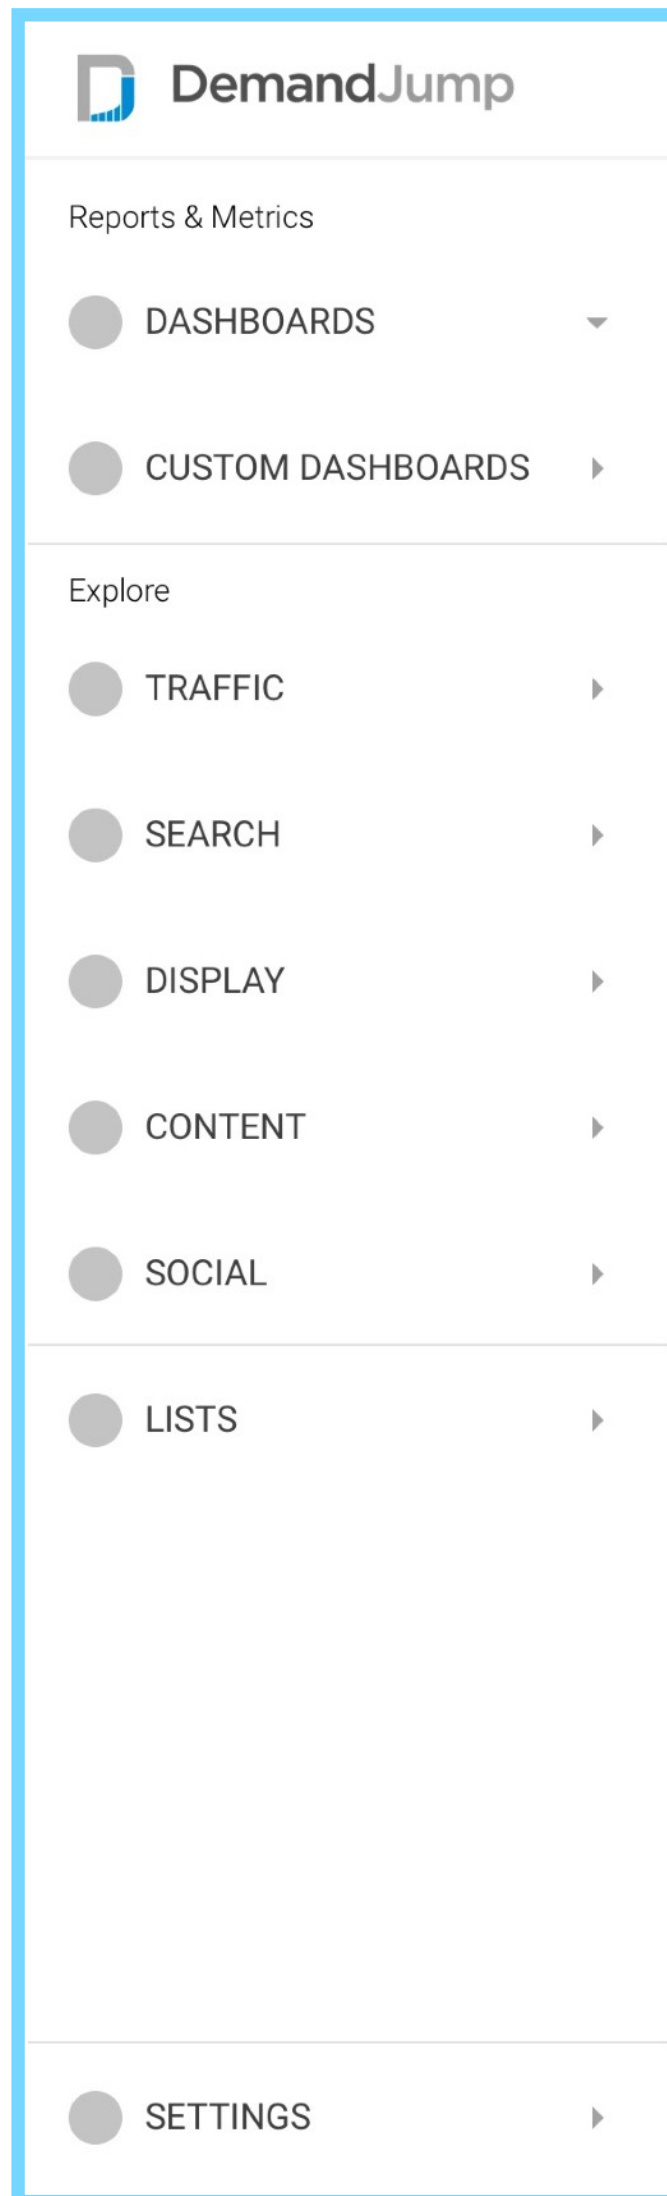 DemandJump
Reports & Metrics
DASHBOARDS
CUSTOM DASHBOARDS
Explore
TRAFFIC
SEARCH
DISPLAY
CONTENT
SOCIAL
LISTS
SETTINGS